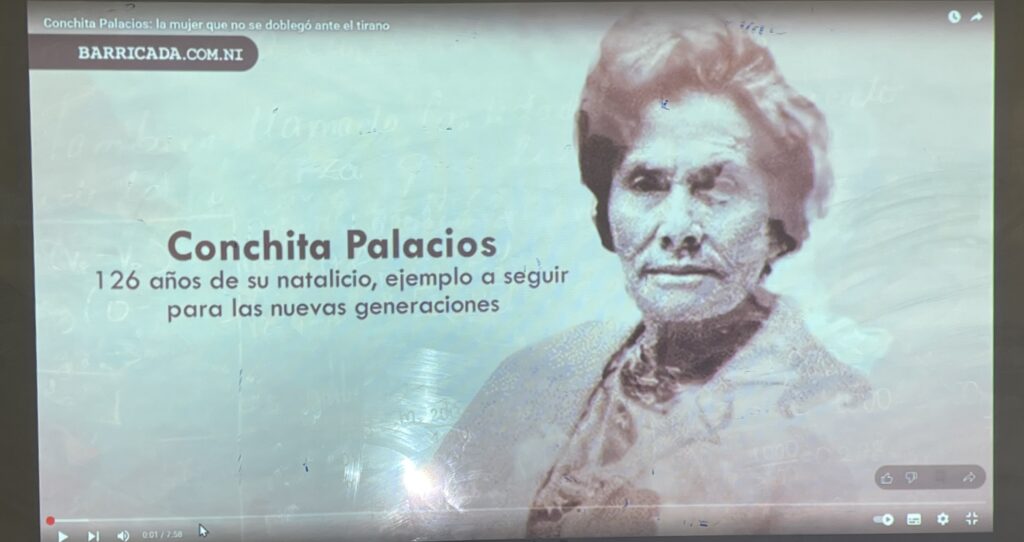 Conchita Palacios: la mujer que no se doblegó ante el tirano
BARRICADA.COM.NI
Conchita Palacios
126 años de su natalicio, ejemplo a seguir
para las nuevas generaciones
0:01 / 7:58